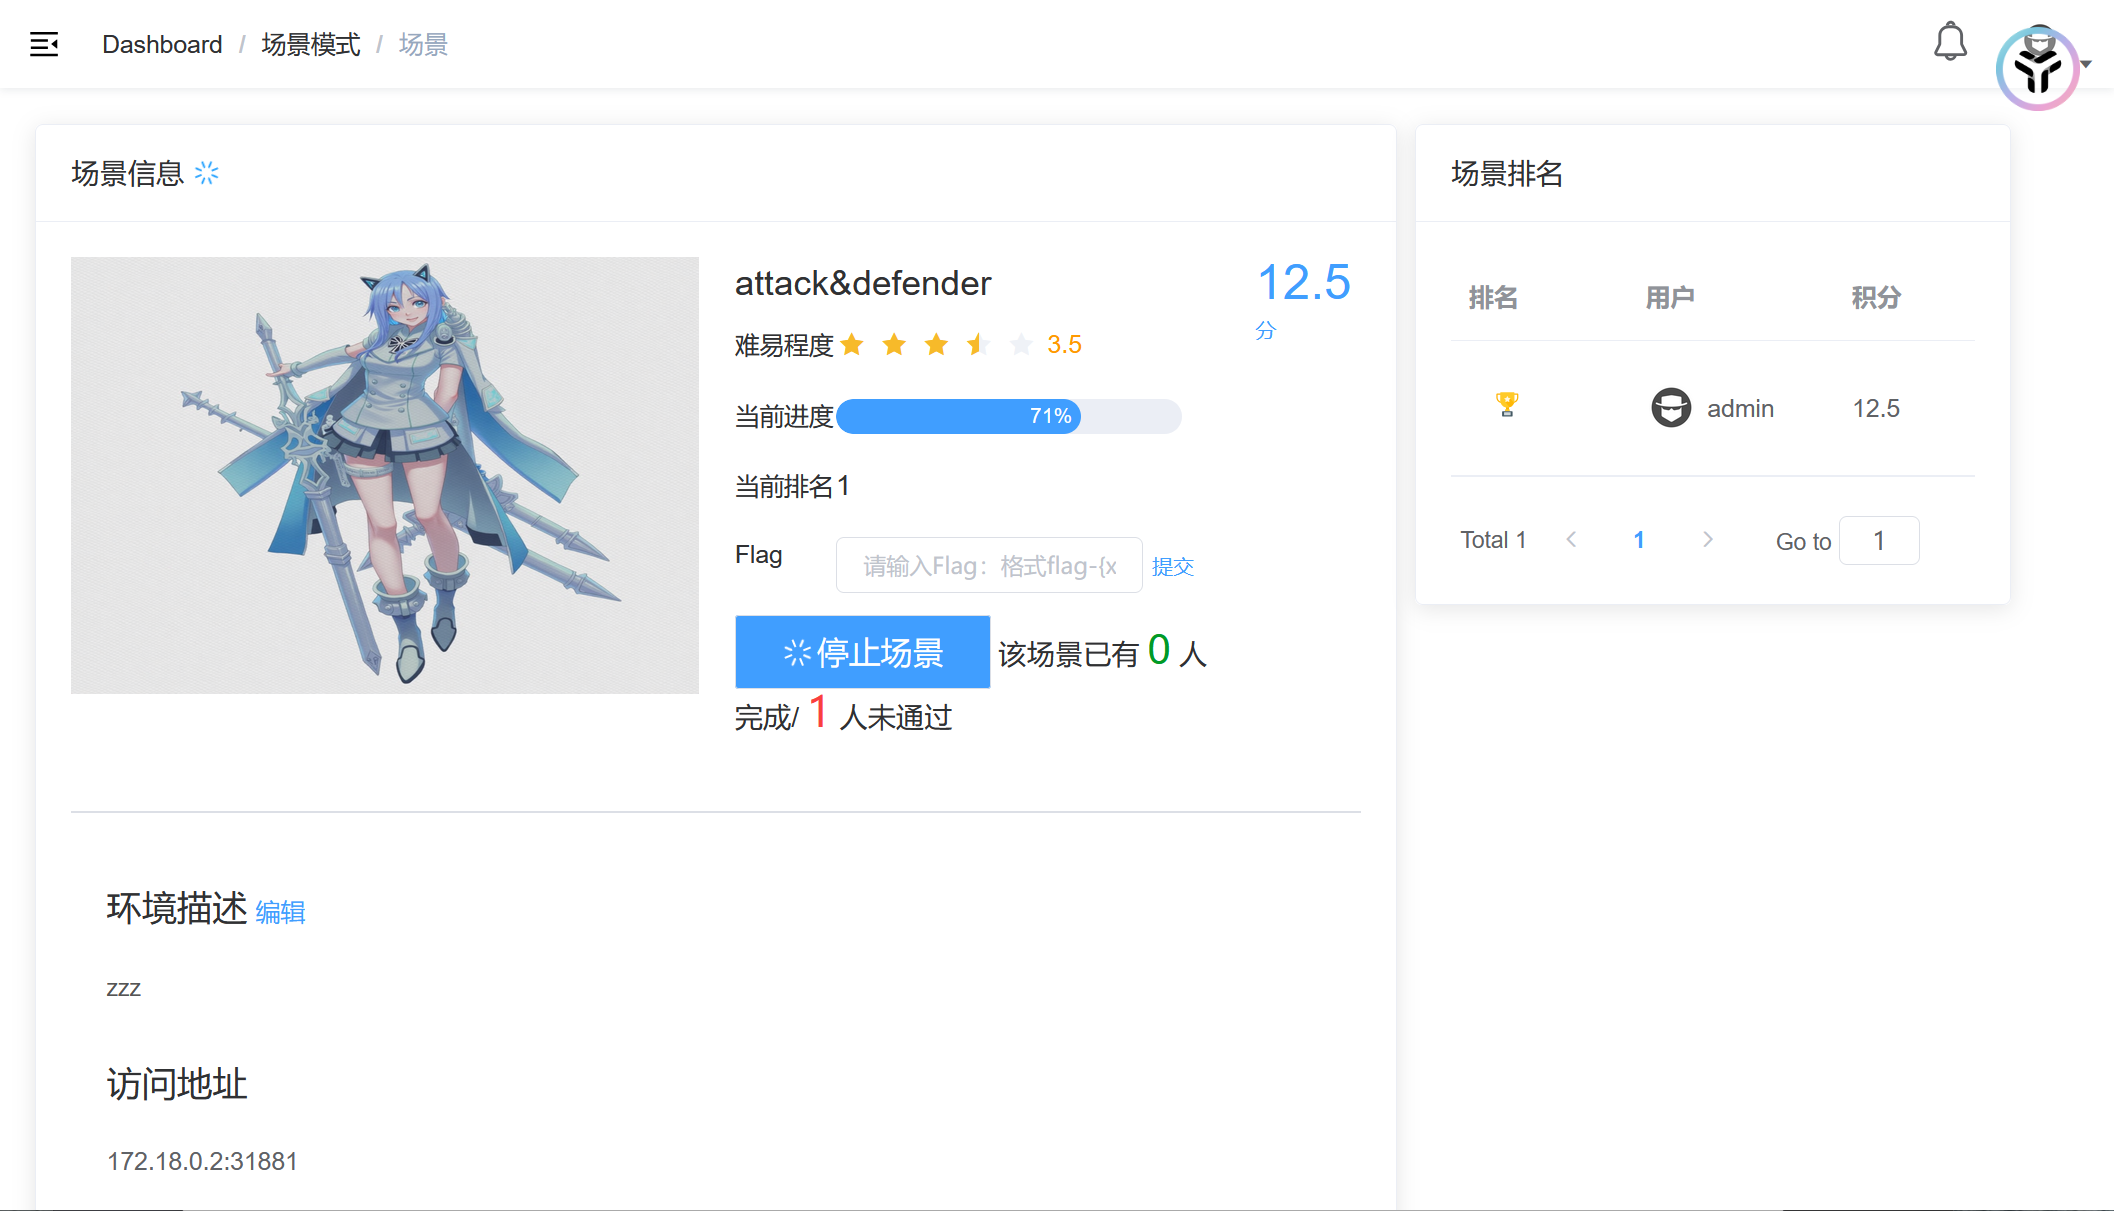 Dashboard / 场景模式 / 场景
场景信息
attack&defender
12.5
分
难易程度 3.5
当前进度 71%
当前排名 1
Flag 请输入Flag：格式flag-{x 提交
停止场景 该场景已有 0 人
完成/ 1 人未通过
环境描述 编辑
zzz
访问地址
172.18.0.2:31881
场景排名
排名 用户 积分
admin 12.5
Total 1 1 Go to 1